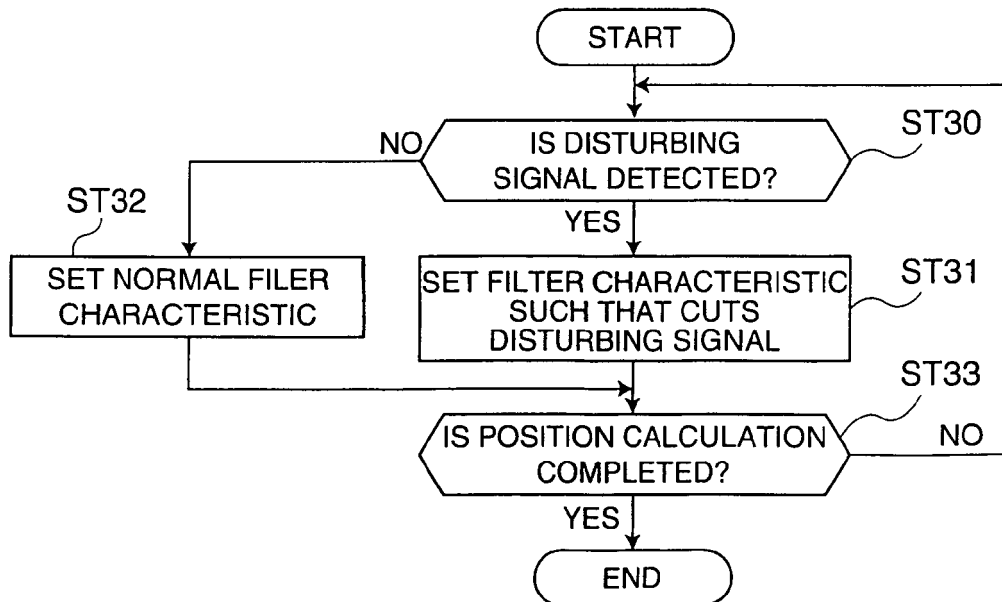 START
IS DISTURBING
SIGNAL DETECTED?
ST30
NO
YES
ST32
SET NORMAL FILER
CHARACTERISTIC
SET FILTER CHARACTERISTIC
SUCH THAT CUTS
DISTURBING SIGNAL
ST31
IS POSITION CALCULATION
COMPLETED?
ST33
NO
YES
END